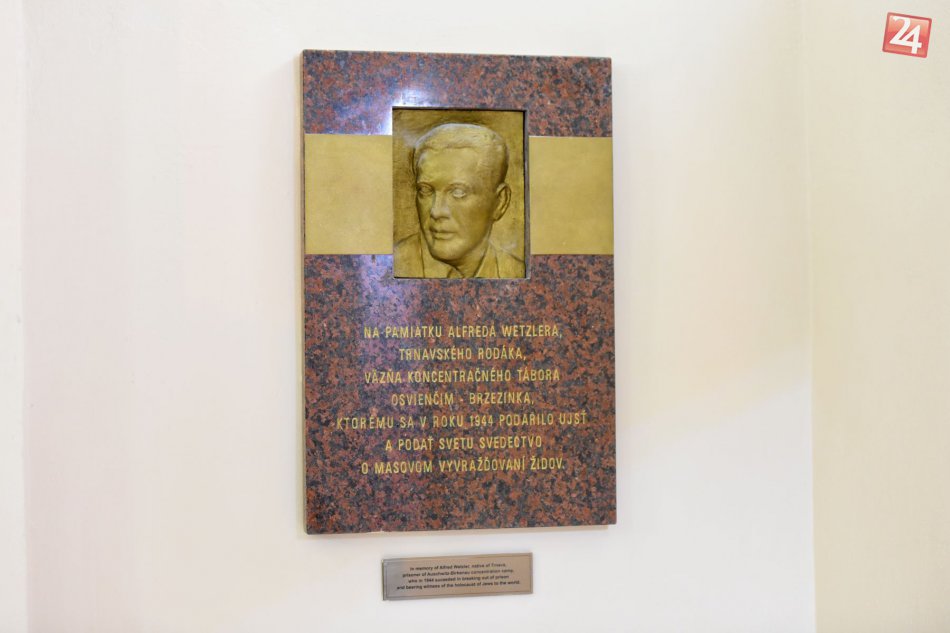 24
NA PAMIATKU ALFREDA WETZLERA,
TRNAVSKÉHO RODÁKA,
VÄZŇA KONCENTRAČNÉHO TÁBORA
OSVIENČIM - BRZEZINKA,
KTORÉMU SA V ROKU 1944 PODARILO UJSŤ
A PODAŤ SVETU SVEDECTVO
O MASOVOM VYVRAŽĎOVANÍ ŽIDOV.
In memory of Alfred Wetzler, native of Trnava,
prisoner of Auschwitz-Birkenau concentration camp,
who in 1944 succeeded in breaking out of prison
and bearing witness of the holocaust of Jews to the world.